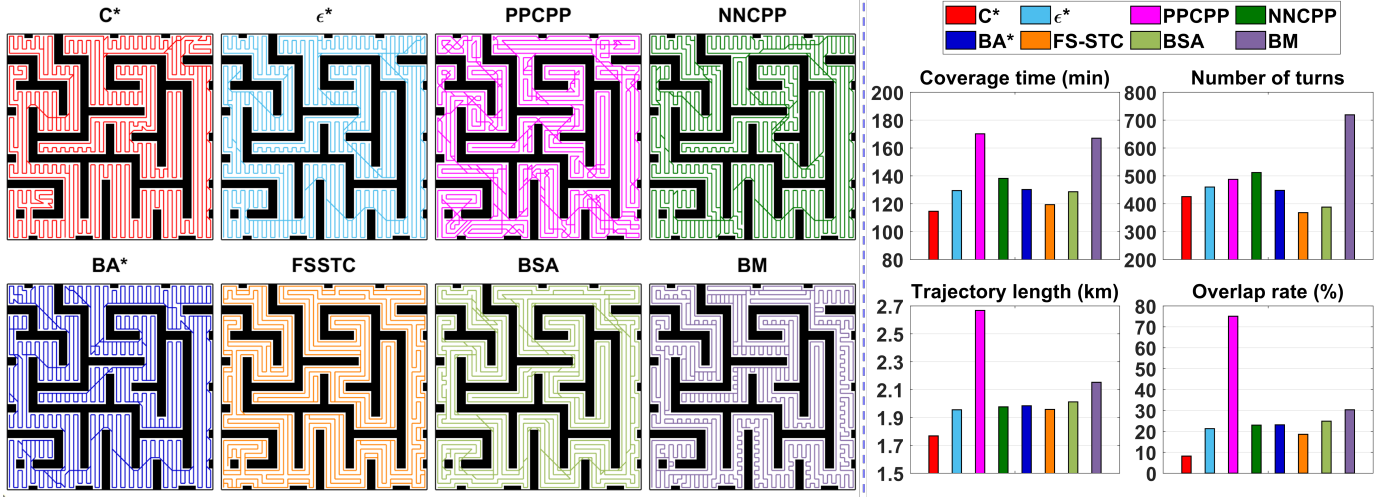 C*
ϵ*
PPCPP
NNCPP
BA*
FSSTC
BSA
BM
C*
ϵ*
PPCPP
NNCPP
BA*
FS-STC
BSA
BM
Coverage time (min)
200
180
160
140
120
100
80
Number of turns
800
700
600
500
400
300
200
Trajectory length (km)
2.7
2.5
2.3
2.1
1.9
1.7
1.5
Overlap rate (%)
80
70
60
50
40
30
20
10
0